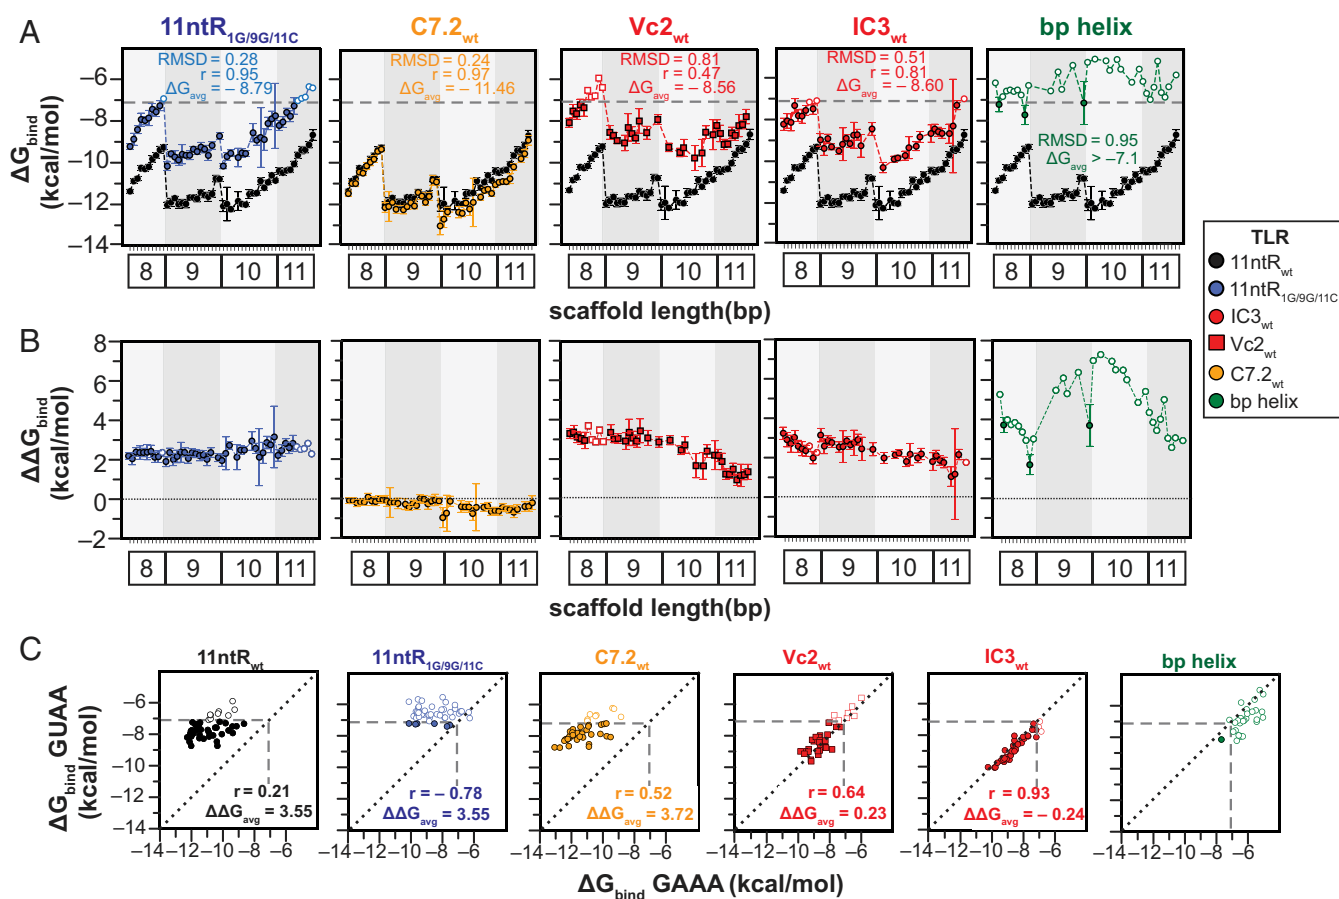 A
11ntR1G/9G/11C
C7.2wt
Vc2wt
IC3wt
bp helix
RMSD = 0.28
r = 0.95
ΔGavg = – 8.79
RMSD = 0.24
r = 0.97
ΔGavg = – 11.46
RMSD = 0.81
r = 0.47
ΔGavg = – 8.56
RMSD = 0.51
r = 0.81
ΔGavg = – 8.60
RMSD = 0.95
ΔGavg > –7.1
ΔGbind
(kcal/mol)
–6
–8
–10
–12
–14
8 9 10 11
8 9 10 11
8 9 10 11
8 9 10 11
8 9 10 11
scaffold length(bp)
TLR
11ntRwt
11ntR1G/9G/11C
IC3wt
Vc2wt
C7.2wt
bp helix
B
ΔΔGbind
(kcal/mol)
8
6
4
2
0
–2
8 9 10 11
8 9 10 11
8 9 10 11
8 9 10 11
8 9 10 11
scaffold length(bp)
C
11ntRwt
11ntR1G/9G/11C
C7.2wt
Vc2wt
IC3wt
bp helix
ΔGbind GUAA
(kcal/mol)
–6
–8
–10
–12
–14
r = 0.21
ΔΔGavg = 3.55
r = – 0.78
ΔΔGavg = 3.55
r = 0.52
ΔΔGavg = 3.72
r = 0.64
ΔΔGavg = 0.23
r = 0.93
ΔΔGavg = – 0.24
–14 –12 –10 –8 –6
–14 –12 –10 –8 –6
–14 –12 –10 –8 –6
–14 –12 –10 –8 –6
–14 –12 –10 –8 –6
–14 –12 –10 –8 –6
ΔGbind GAAA (kcal/mol)